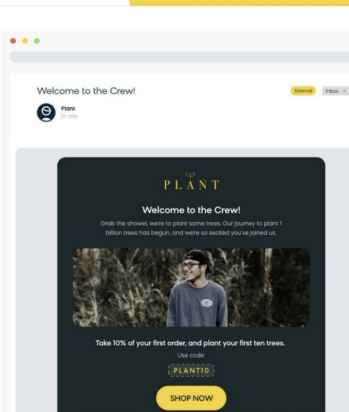 Welcome to the Crew!
External
Inbox ×
Plant
to me
PLANT
Welcome to the Crew!
Grab the showel, we're to plant some trees. Our journey to plant 1
billion trees has begun, and we're so excited you've joined us.
Take 10% of your first order, and plant your first ten trees.
Use code:
PLANT10
SHOP NOW